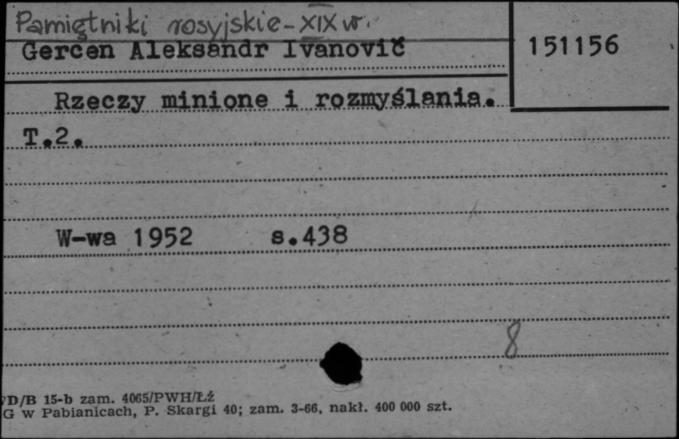 Pamiętniki rosyjskie - XIX w.
Gercen Aleksandr Ivanovič
151156
Rzeczy minione i rozmyślania.
T.2.
W-wa 1952 s.438
8
D/B 15-b zam. 4065/PWH/ŁŹ
G w Pabianicach, P. Skargi 40; zam. 3-66, nakł. 400 000 szt.